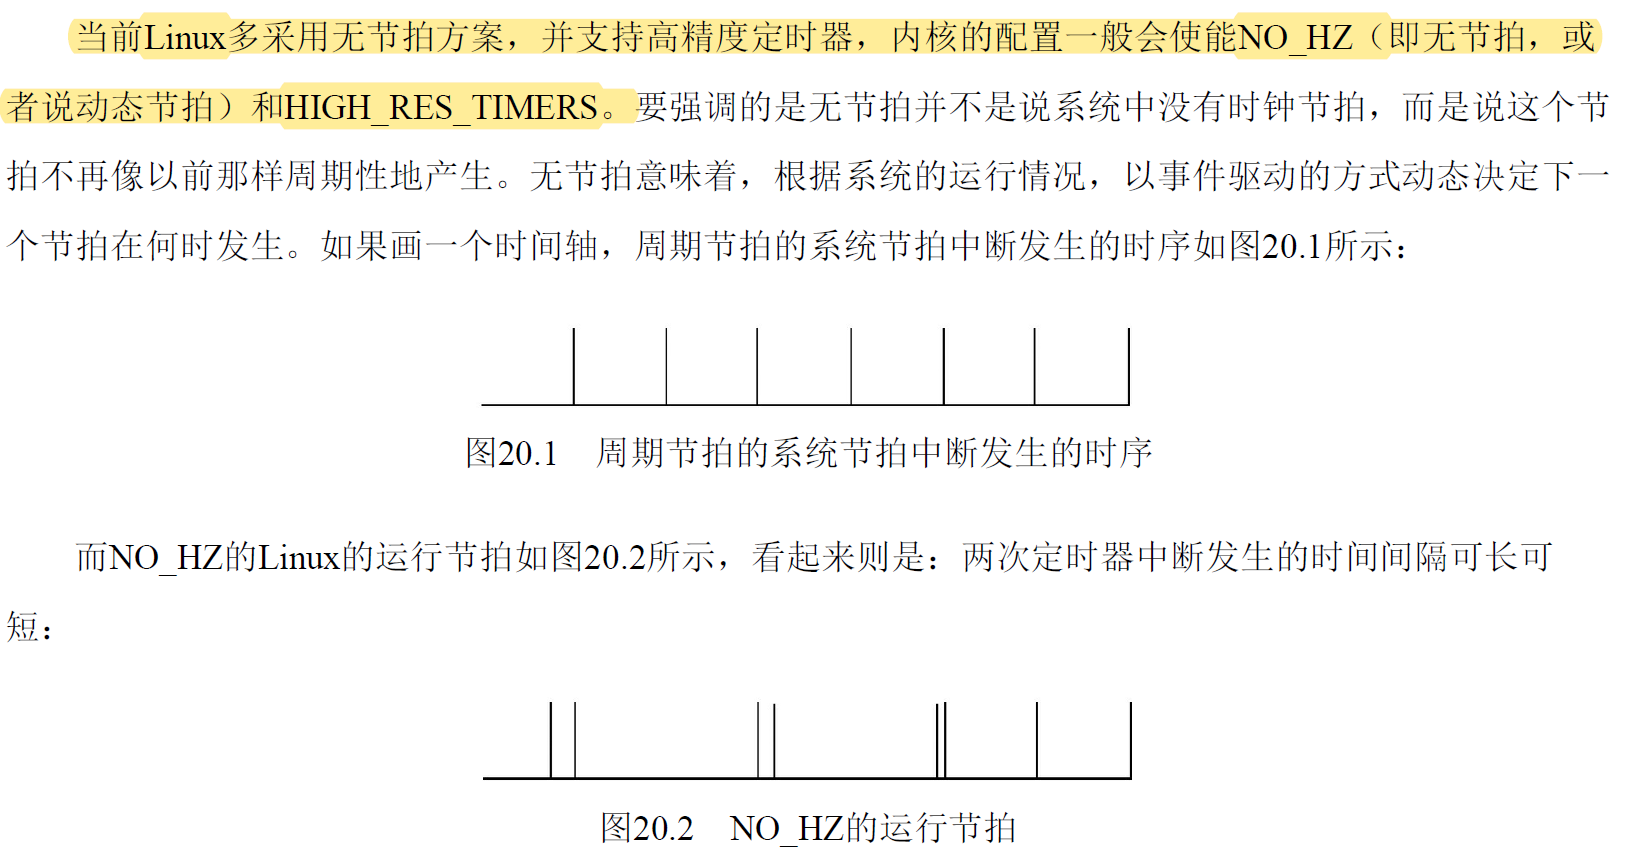 当前Linux多采用无节拍方案，并支持高精度定时器，内核的配置一般会使能NO_HZ（即无节拍，或
者说动态节拍）和HIGH_RES_TIMERS。要强调的是无节拍并不是说系统中没有时钟节拍，而是说这个节
拍不再像以前那样周期性地产生。无节拍意味着，根据系统的运行情况，以事件驱动的方式动态决定下一
个节拍在何时发生。如果画一个时间轴，周期节拍的系统节拍中断发生的时序如图20.1所示：
图20.1 周期节拍的系统节拍中断发生的时序
而NO_HZ的Linux的运行节拍如图20.2所示，看起来则是：两次定时器中断发生的时间间隔可长可
短：
图20.2 NO_HZ的运行节拍